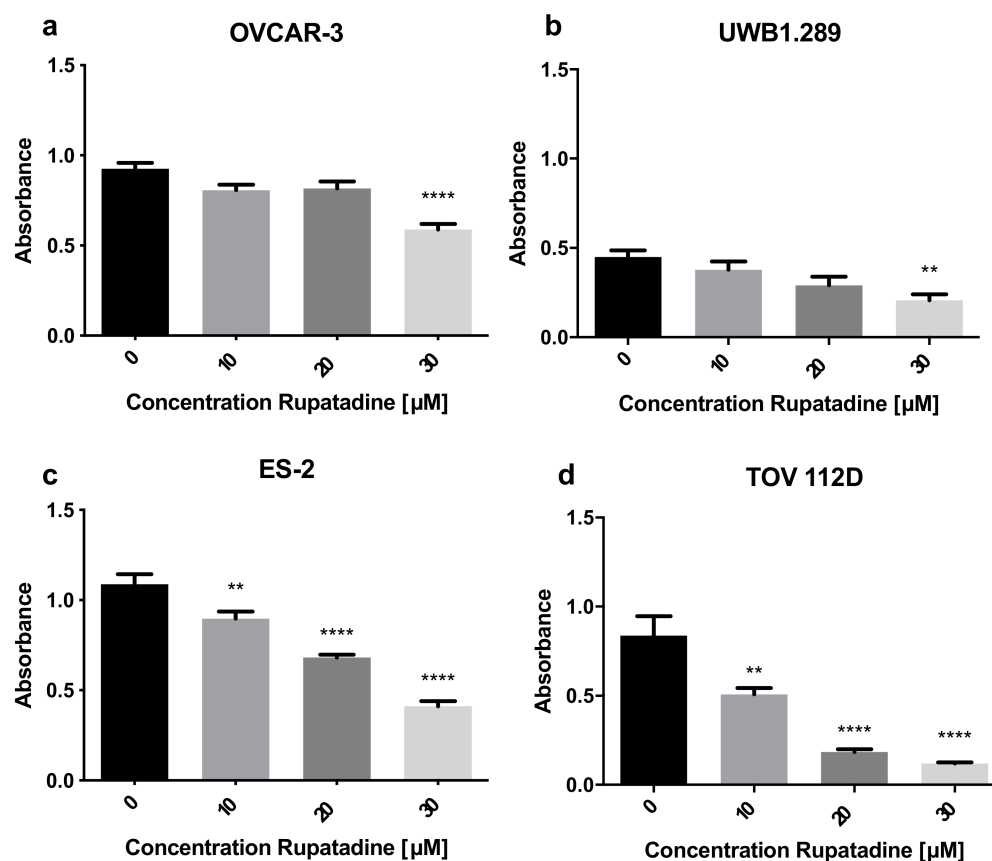 a
OVCAR-3
1.5
1.0
0.5
0.0
Absorbance
****
0
10
20
30
Concentration Rupatadine [µM]
b
UWB1.289
1.5
1.0
0.5
0.0
Absorbance
**
0
10
20
30
Concentration Rupatadine [µM]
c
ES-2
1.5
1.0
0.5
0.0
Absorbance
**
****
****
0
10
20
30
Concentration Rupatadine [µM]
d
TOV 112D
1.5
1.0
0.5
0.0
Absorbance
**
****
****
0
10
20
30
Concentration Rupatadine [µM]